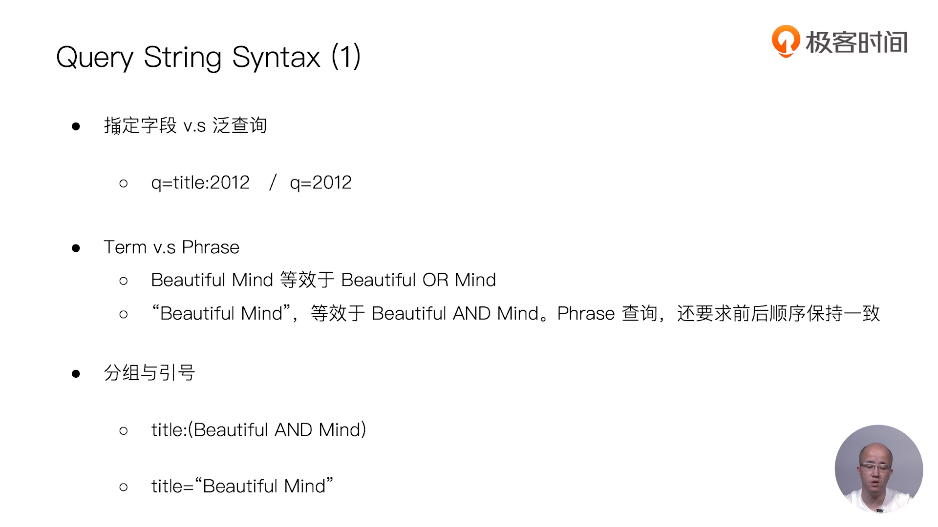 极客时间
Query String Syntax (1)
指定字段 v.s 泛查询
q=title:2012 / q=2012
Term v.s Phrase
Beautiful Mind 等效于 Beautiful OR Mind
“Beautiful Mind”，等效于 Beautiful AND Mind。Phrase 查询，还要求前后顺序保持一致
分组与引号
title:(Beautiful AND Mind)
title=“Beautiful Mind”